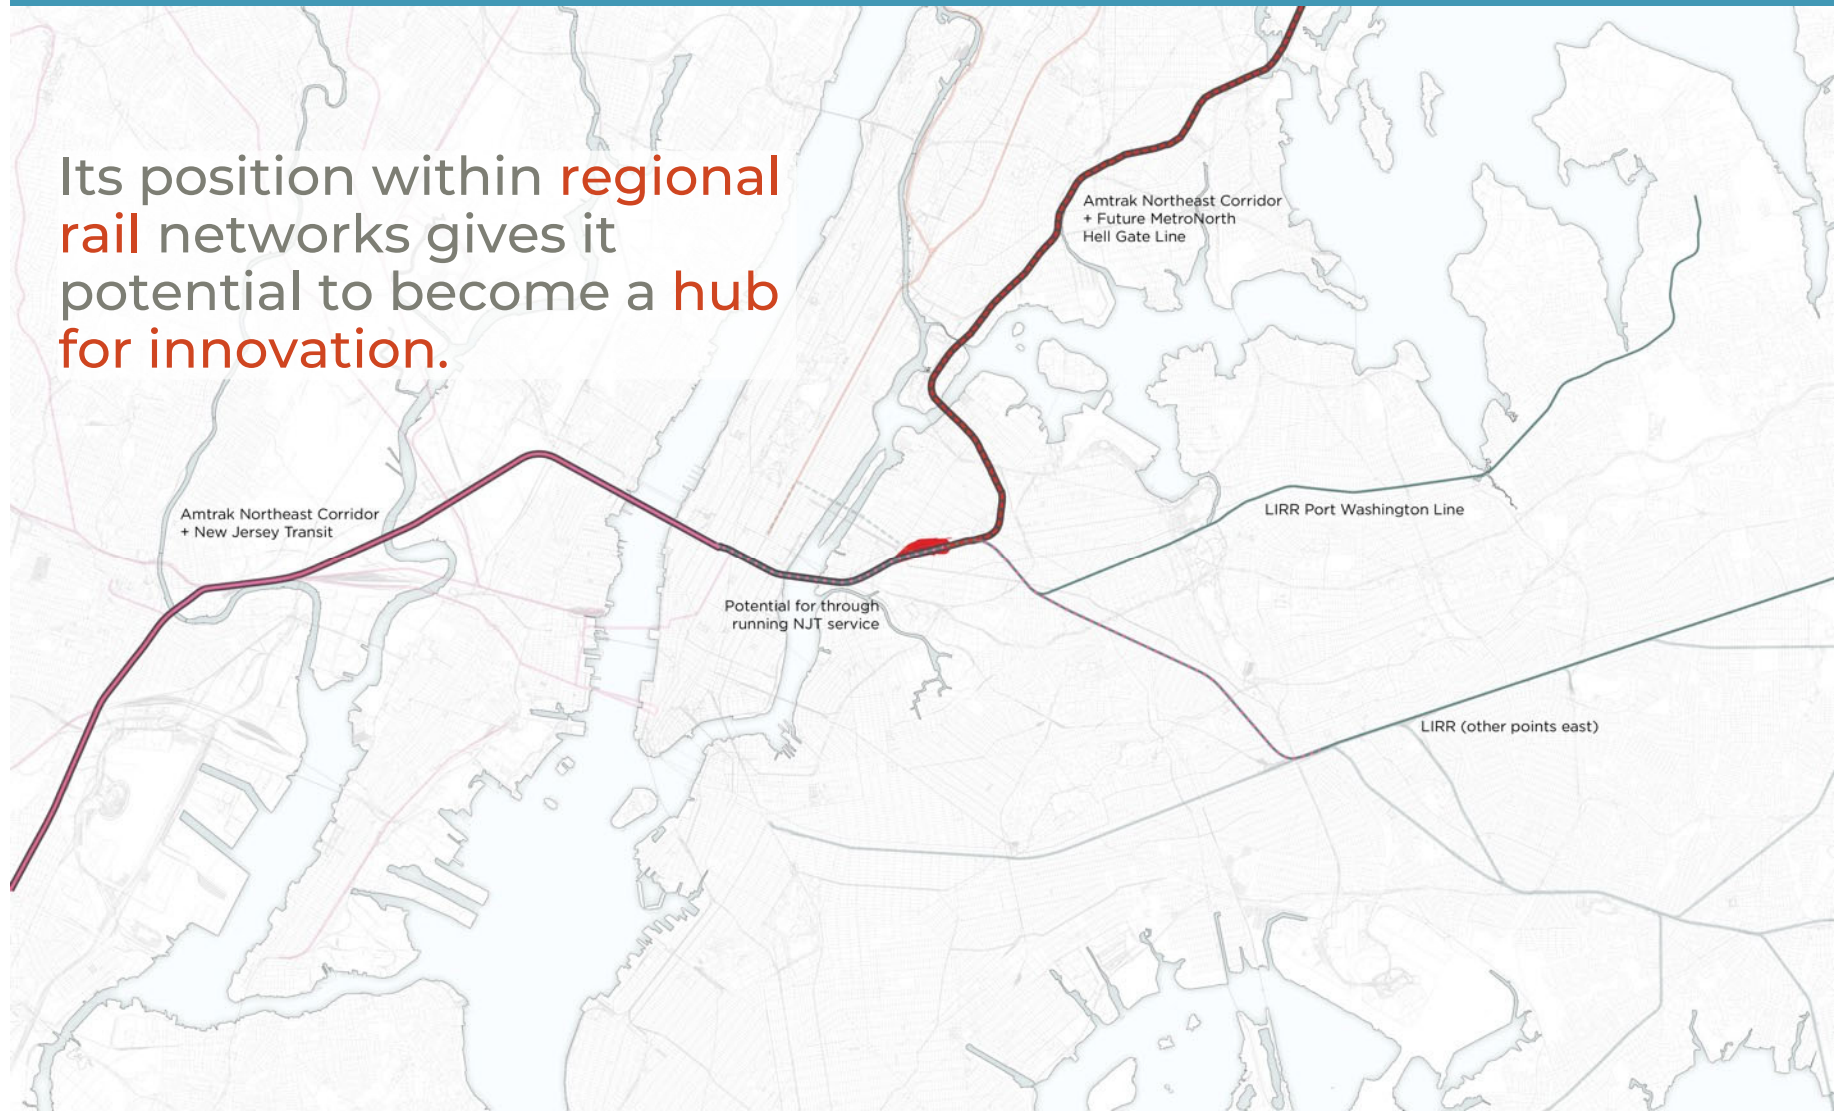 Its position within regional
rail networks gives it
potential to become a hub
for innovation.
Amtrak Northeast Corridor
+ Future MetroNorth
Hell Gate Line
Amtrak Northeast Corridor
+ New Jersey Transit
LIRR Port Washington Line
Potential for through
running NJT service
LIRR (other points east)